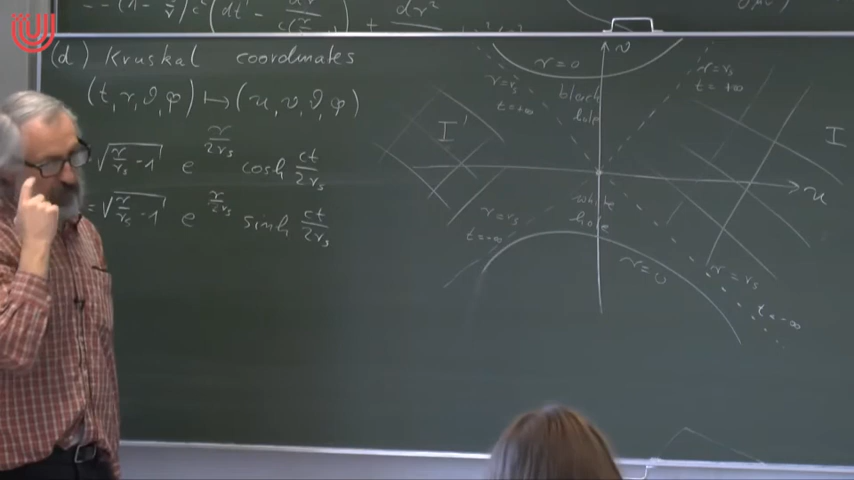 (d) Kruskal coordinates
(t, r, ϑ, φ) ↦ (u, v, ϑ, φ)
√(r/r_s - 1) e^(r/2r_s) cosh ct/2r_s
= √(r/r_s - 1) e^(r/2r_s) sinh ct/2r_s
v
r=0
r=r_s
t=+∞
r=r_s
t=+∞
black
hole
I'
I
u
white
hole
r=r_s
t=-∞
r=0
r=r_s
t=-∞